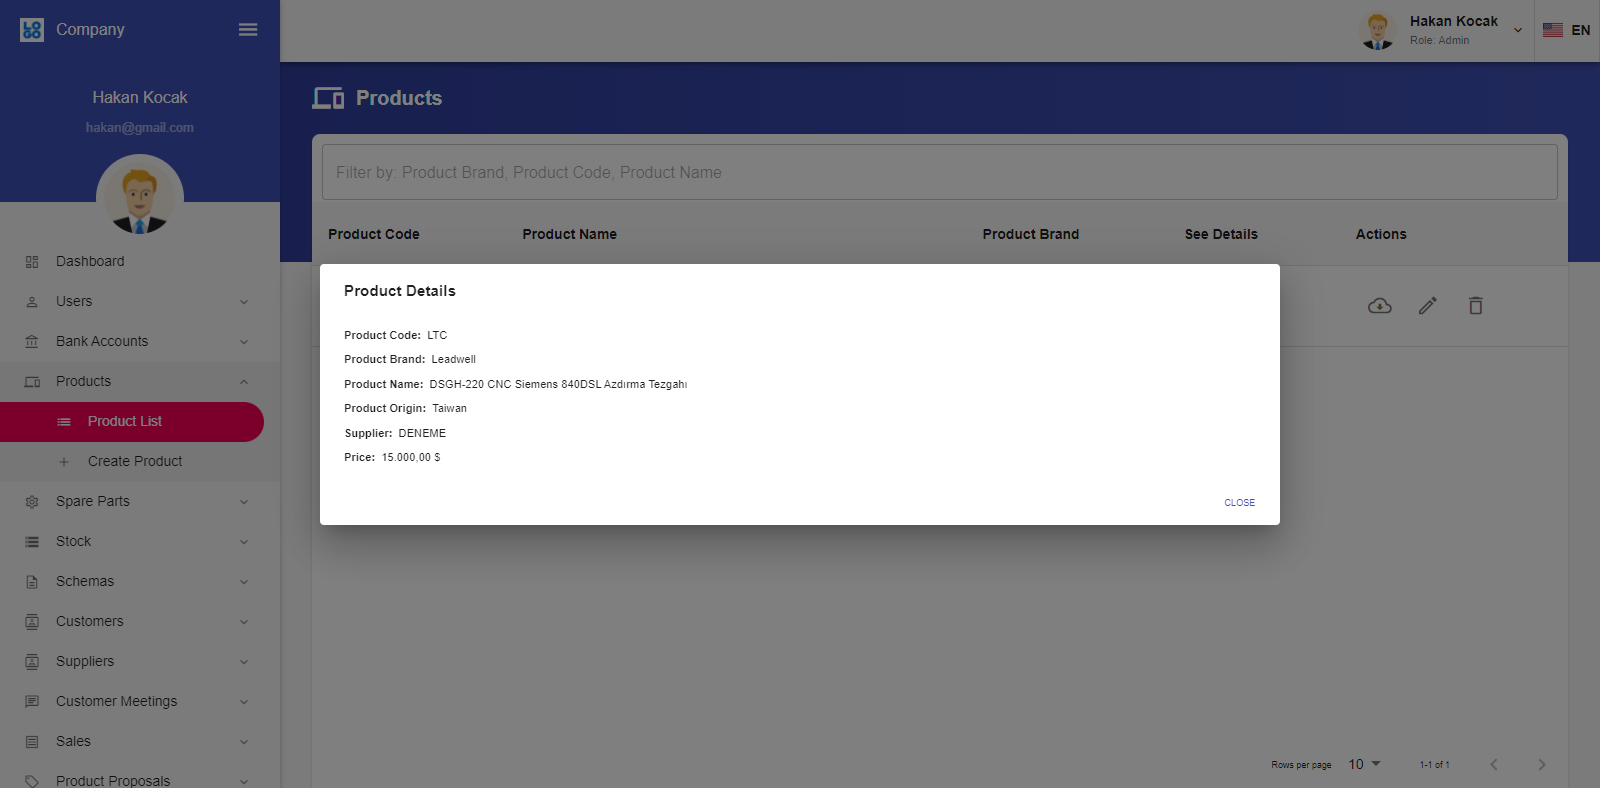 LOGO
Company
Hakan Kocak
Role: Admin
EN
Hakan Kocak
hakan@gmail.com
Dashboard
Users
Bank Accounts
Products
Product List
Create Product
Spare Parts
Stock
Schemas
Customers
Suppliers
Customer Meetings
Sales
Product Proposals
Products
Filter by: Product Brand, Product Code, Product Name
Product Code Product Name Product Brand See Details Actions
Product Details
Product Code: LTC
Product Brand: Leadwell
Product Name: DSGH-220 CNC Siemens 840DSL Azdırma Tezgahı
Product Origin: Taiwan
Supplier: DENEME
Price: 15.000,00 $
CLOSE
Rows per page 10 1-1 of 1